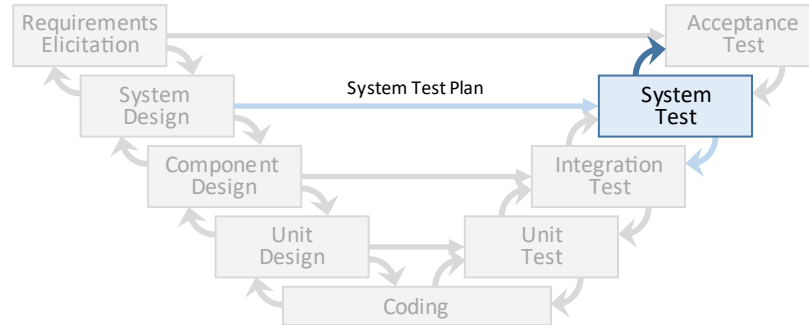 Requirements
Elicitation
Acceptance
Test
System
Design
System Test Plan
System
Test
Component
Design
Integration
Test
Unit
Design
Unit
Test
Coding